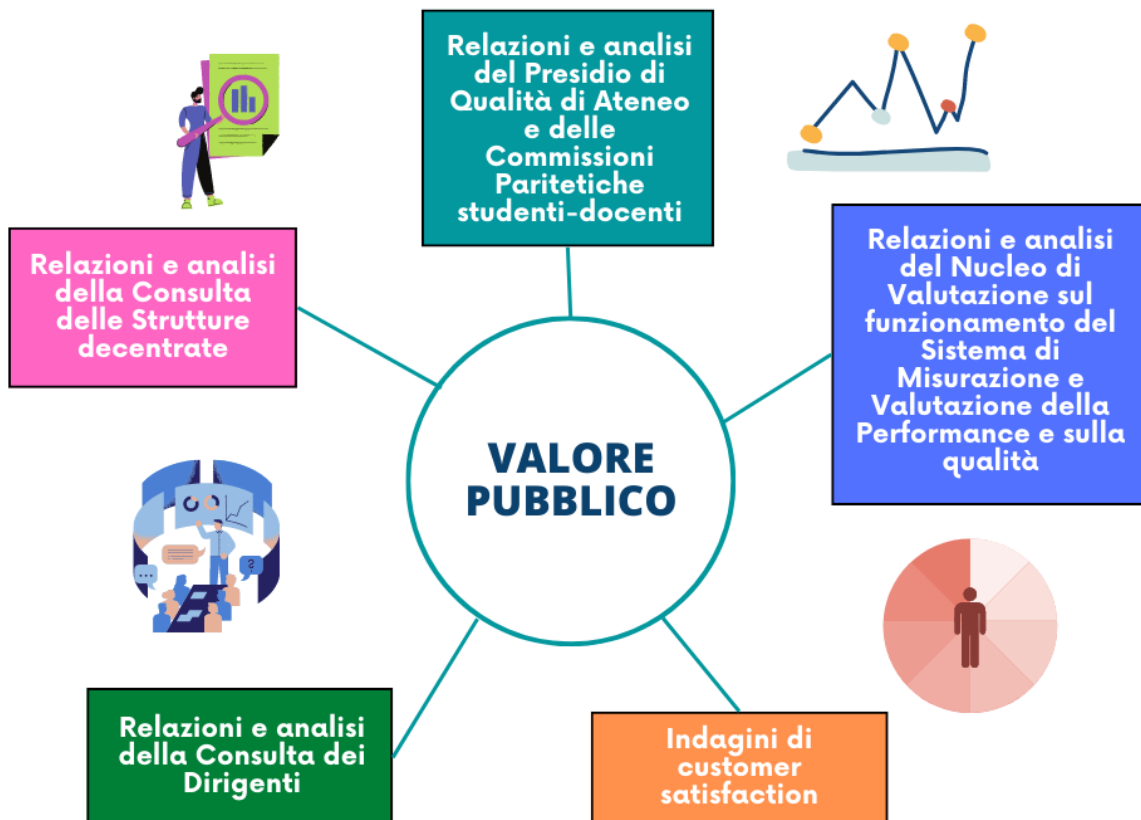 Relazioni e analisi
del Presidio di
Qualità di Ateneo
e delle
Commissioni
Paritetiche
studenti-docenti
Relazioni e analisi
della Consulta
delle Strutture
decentrate
Relazioni e analisi
del Nucleo di
Valutazione sul
funzionamento del
Sistema di
Misurazione e
Valutazione della
Performance e sulla
qualità
VALORE
PUBBLICO
?
Relazioni e analisi
della Consulta dei
Dirigenti
Indagini di
customer
satisfaction